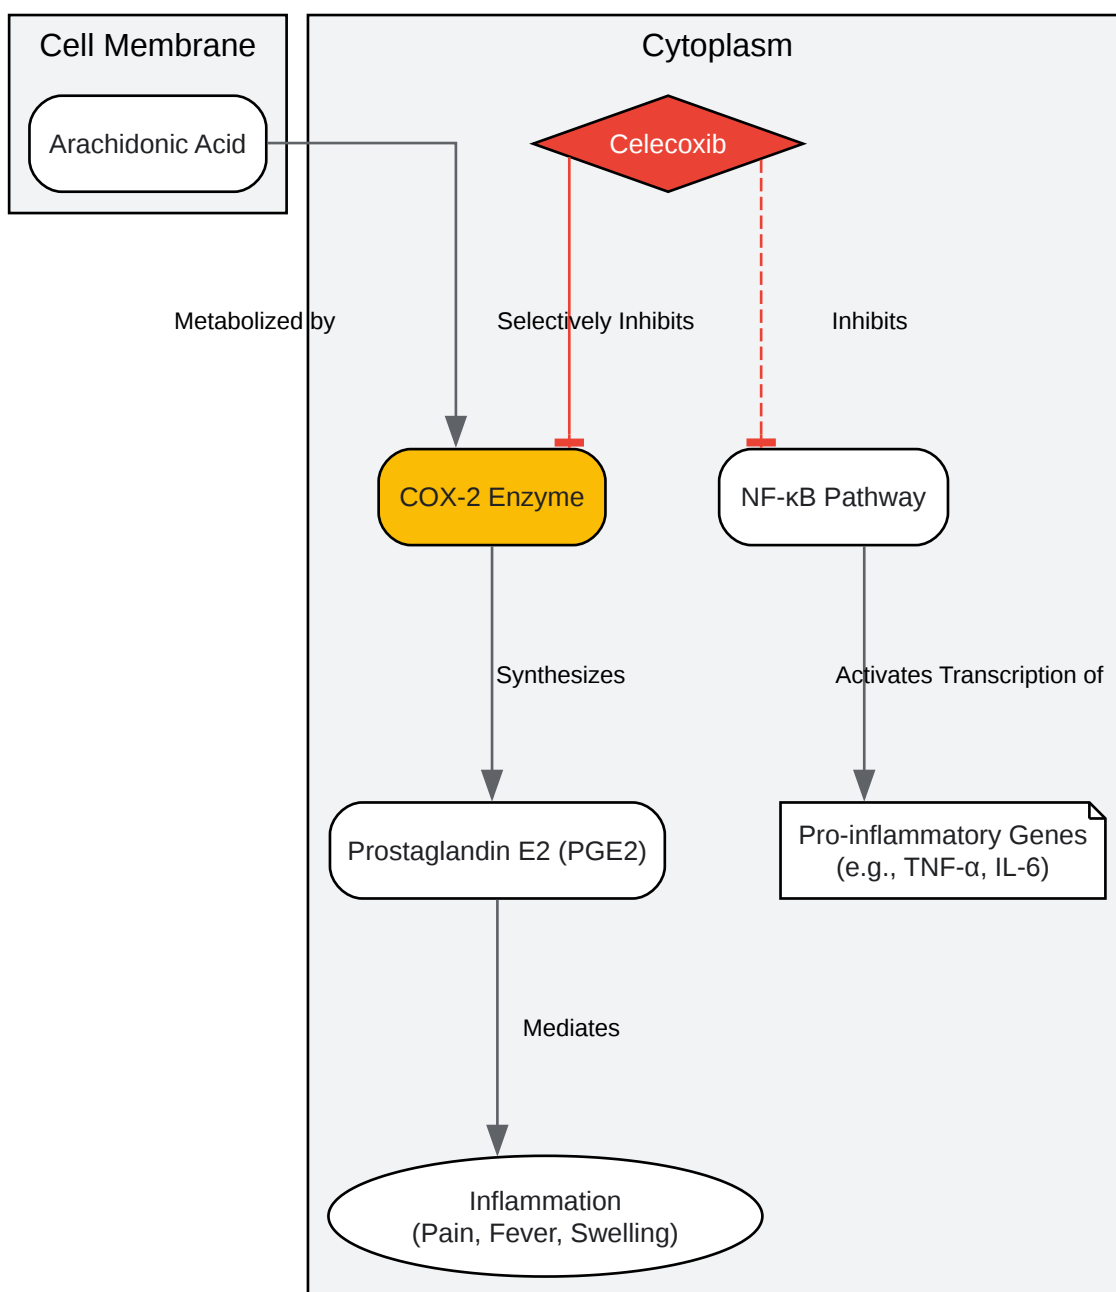 Cell Membrane
Cytoplasm
Arachidonic Acid
Celecoxib
Metabolized by
Selectively Inhibits
Inhibits
COX-2 Enzyme
NF-κB Pathway
Synthesizes
Activates Transcription of
Prostaglandin E2 (PGE2)
Pro-inflammatory Genes
(e.g., TNF-α, IL-6)
Mediates
Inflammation
(Pain, Fever, Swelling)